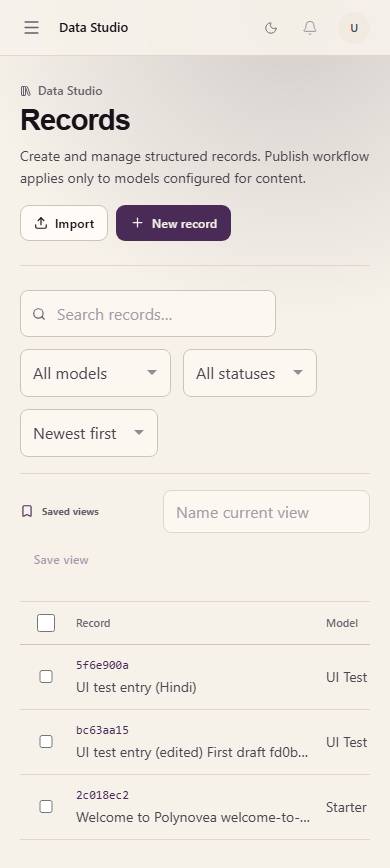 Data Studio
U
Data Studio
Records
Create and manage structured records. Publish workflow
applies only to models configured for content.
Import
New record
Search records...
All models
All statuses
Newest first
Saved views
Name current view
Save view
Record Model
5f6e900a
UI test entry (Hindi)
UI Test
bc63aa15
UI test entry (edited) First draft fd0b...
UI Test
2c018ec2
Welcome to Polynovea welcome-to-...
Starter